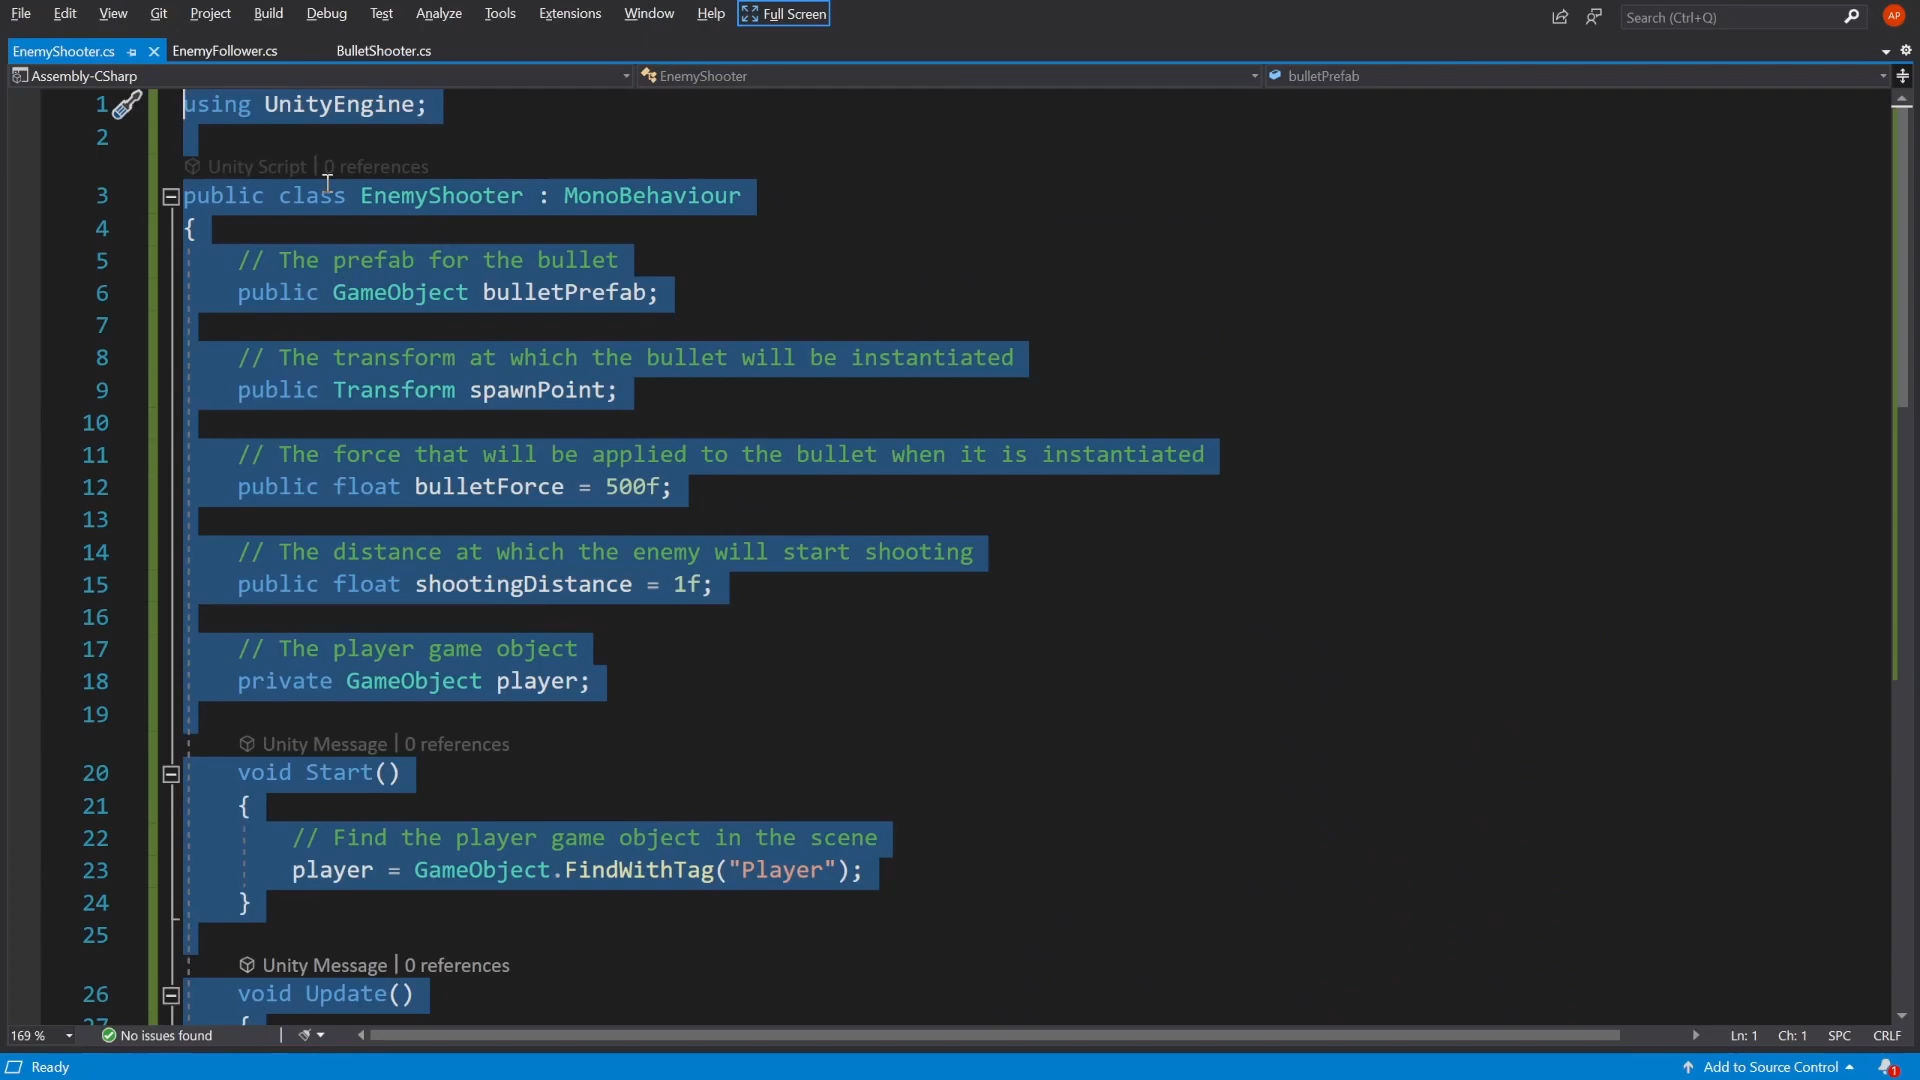 File Edit View Git Project Build Debug Test Analyze Tools Extensions Window Help Full Screen Search (Ctrl+Q) AP
EnemyShooter.cs EnemyFollower.cs BulletShooter.cs
Assembly-CSharp EnemyShooter bulletPrefab
1 using UnityEngine;
2
Unity Script | 0 references
3 public class EnemyShooter : MonoBehaviour
4 {
5 // The prefab for the bullet
6 public GameObject bulletPrefab;
7
8 // The transform at which the bullet will be instantiated
9 public Transform spawnPoint;
10
11 // The force that will be applied to the bullet when it is instantiated
12 public float bulletForce = 500f;
13
14 // The distance at which the enemy will start shooting
15 public float shootingDistance = 1f;
16
17 // The player game object
18 private GameObject player;
19
Unity Message | 0 references
20 void Start()
21 {
22 // Find the player game object in the scene
23 player = GameObject.FindWithTag("Player");
24 }
25
Unity Message | 0 references
26 void Update()
27 {
169 % No issues found Ln: 1 Ch: 1 SPC CRLF
Ready Add to Source Control 1